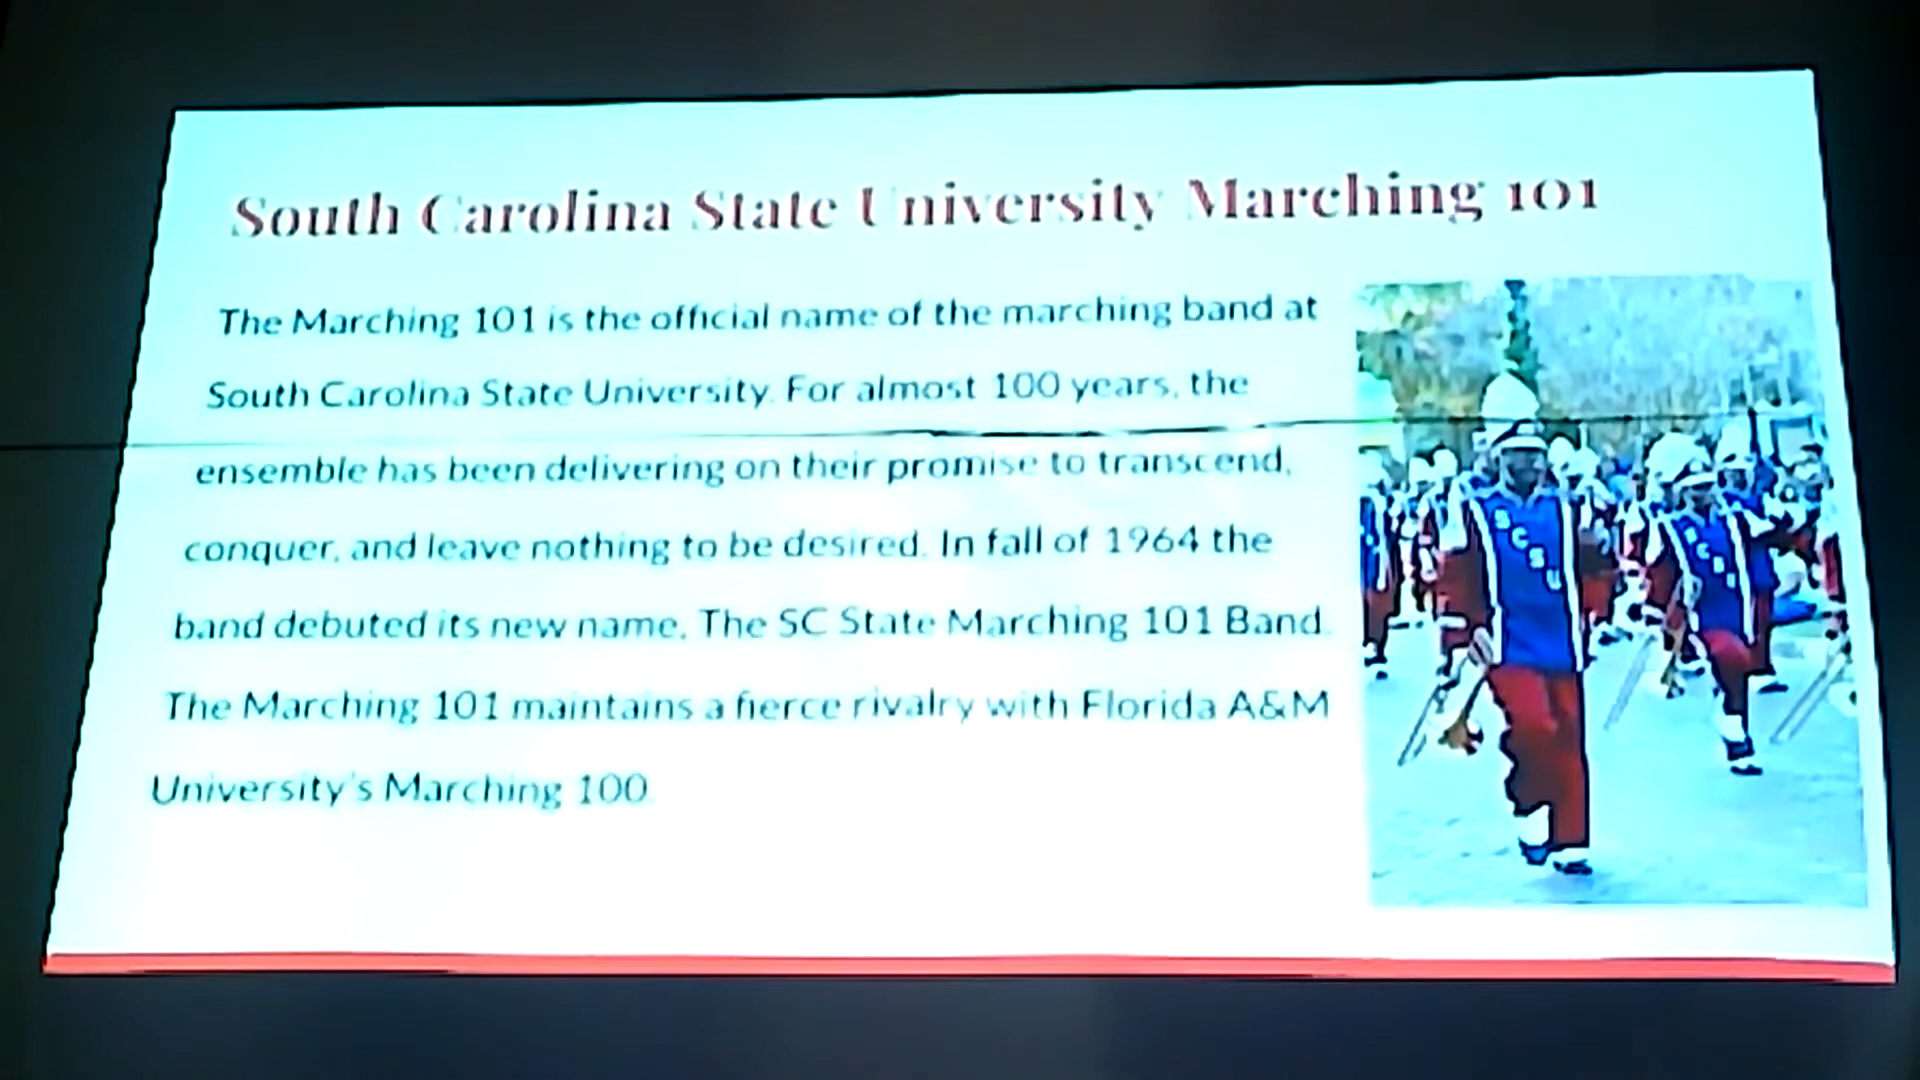 South Carolina State University Marching 101
The Marching 101 is the official name of the marching band at
South Carolina State University. For almost 100 years, the
ensemble has been delivering on their promise to transcend,
conquer, and leave nothing to be desired. In fall of 1964 the
band debuted its new name, The SC State Marching 101 Band.
The Marching 101 maintains a fierce rivalry with Florida A&M
University's Marching 100.
SCSU